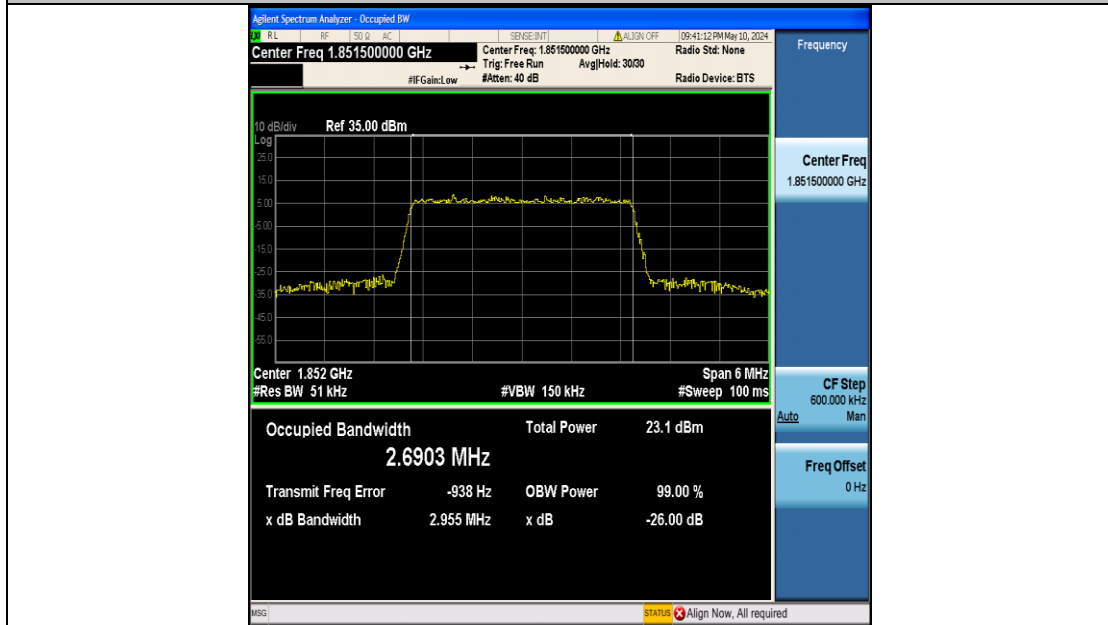 Agilent Spectrum Analyzer - Occupied BW
RL RF 50 Ω AC SENSE:INT ALIGN OFF 09:41:12 PM May 10, 2024
Center Freq 1.851500000 GHz
Center Freq: 1.851500000 GHz Radio Std: None
Trig: Free Run Avg|Hold: 30/30
#IFGain:Low #Atten: 40 dB Radio Device: BTS
Frequency
10 dB/div Ref 35.00 dBm
Log
25.0
15.0
5.00
-5.00
-15.0
-25.0
-35.0
-45.0
-55.0
Center 1.852 GHz Span 6 MHz
#Res BW 51 kHz #VBW 150 kHz #Sweep 100 ms
Occupied Bandwidth Total Power 23.1 dBm
2.6903 MHz
Transmit Freq Error -938 Hz OBW Power 99.00 %
x dB Bandwidth 2.955 MHz x dB -26.00 dB
Center Freq
1.851500000 GHz
CF Step
600.000 kHz
Auto Man
Freq Offset
0 Hz
MSG STATUS Align Now, All required